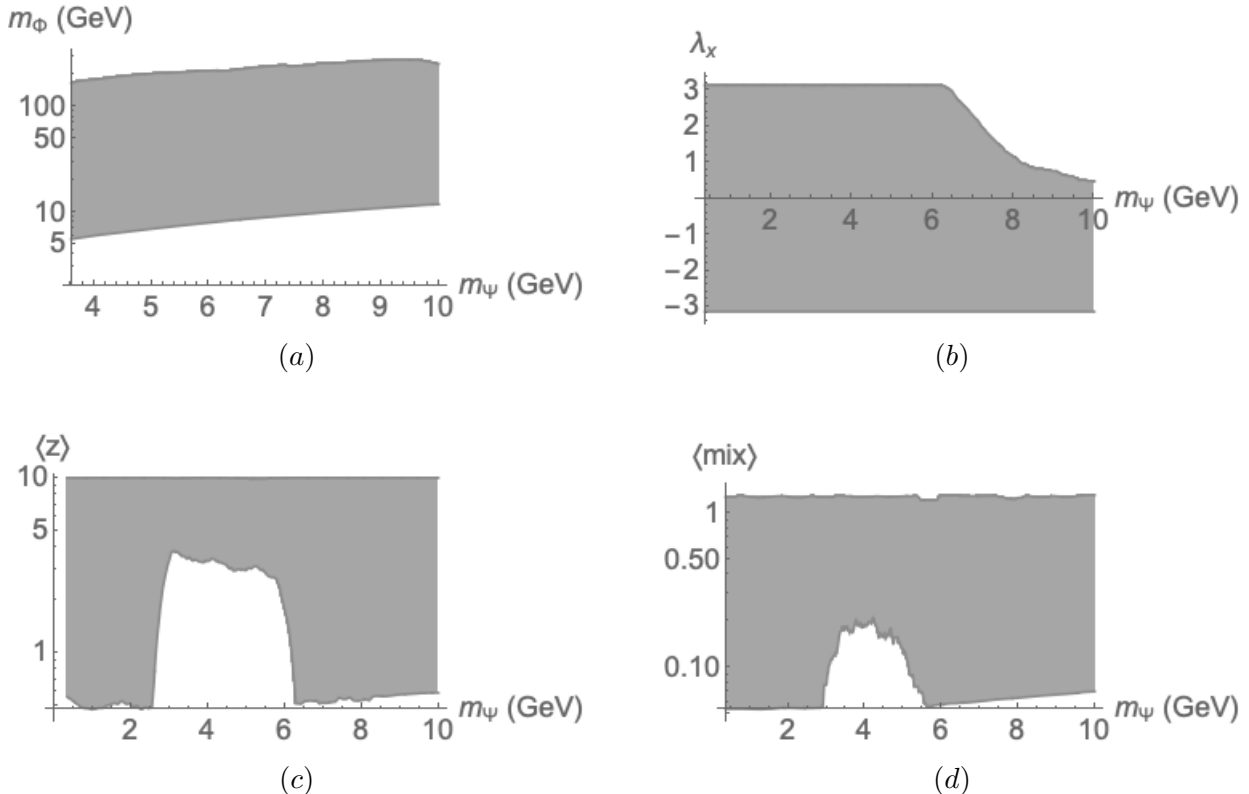 m_Φ (GeV)
100
50
10
5
4 5 6 7 8 9 10
m_Ψ (GeV)
(a)
λ_x
3
2
1
−1
−2
−3
2 4 6 8 10
m_Ψ (GeV)
(b)
⟨z⟩
10
5
1
2 4 6 8 10
m_Ψ (GeV)
(c)
⟨mix⟩
1
0.50
0.10
2 4 6 8 10
m_Ψ (GeV)
(d)